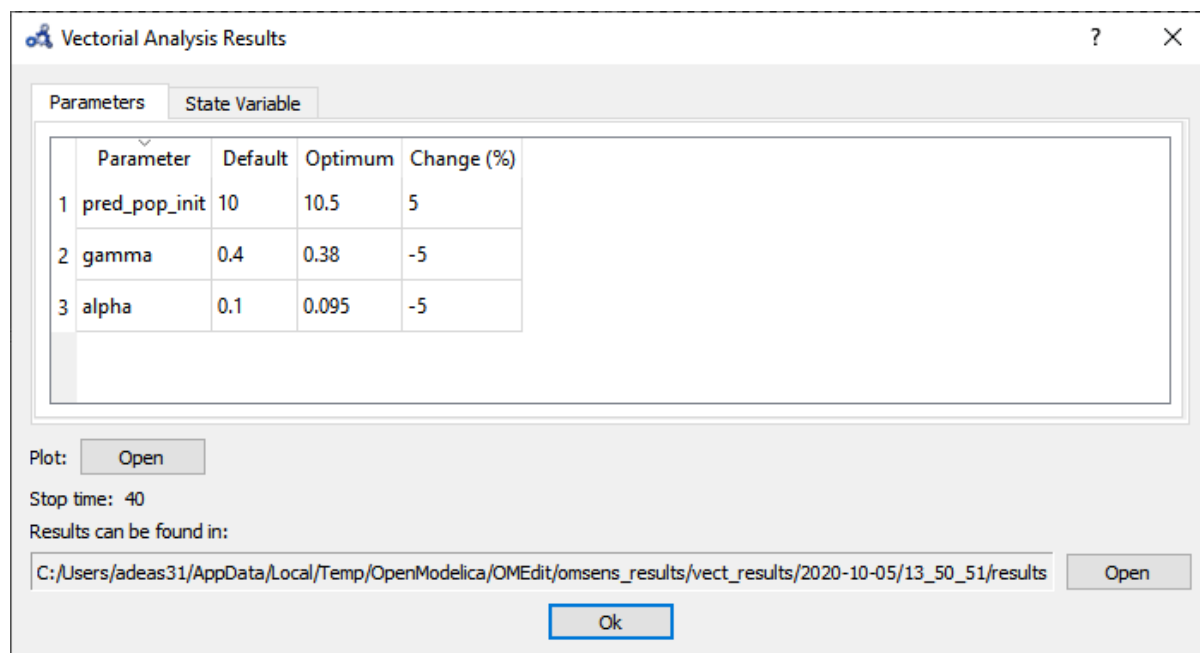 Vectorial Analysis Results ?
Parameters State Variable
Parameter Default Optimum Change (%)
1 pred_pop_init 10 10.5 5
2 gamma 0.4 0.38 -5
3 alpha 0.1 0.095 -5
Plot: Open
Stop time: 40
Results can be found in:
C:/Users/adeas31/AppData/Local/Temp/OpenModelica/OMEdit/omsens_results/vect_results/2020-10-05/13_50_51/results Open
Ok